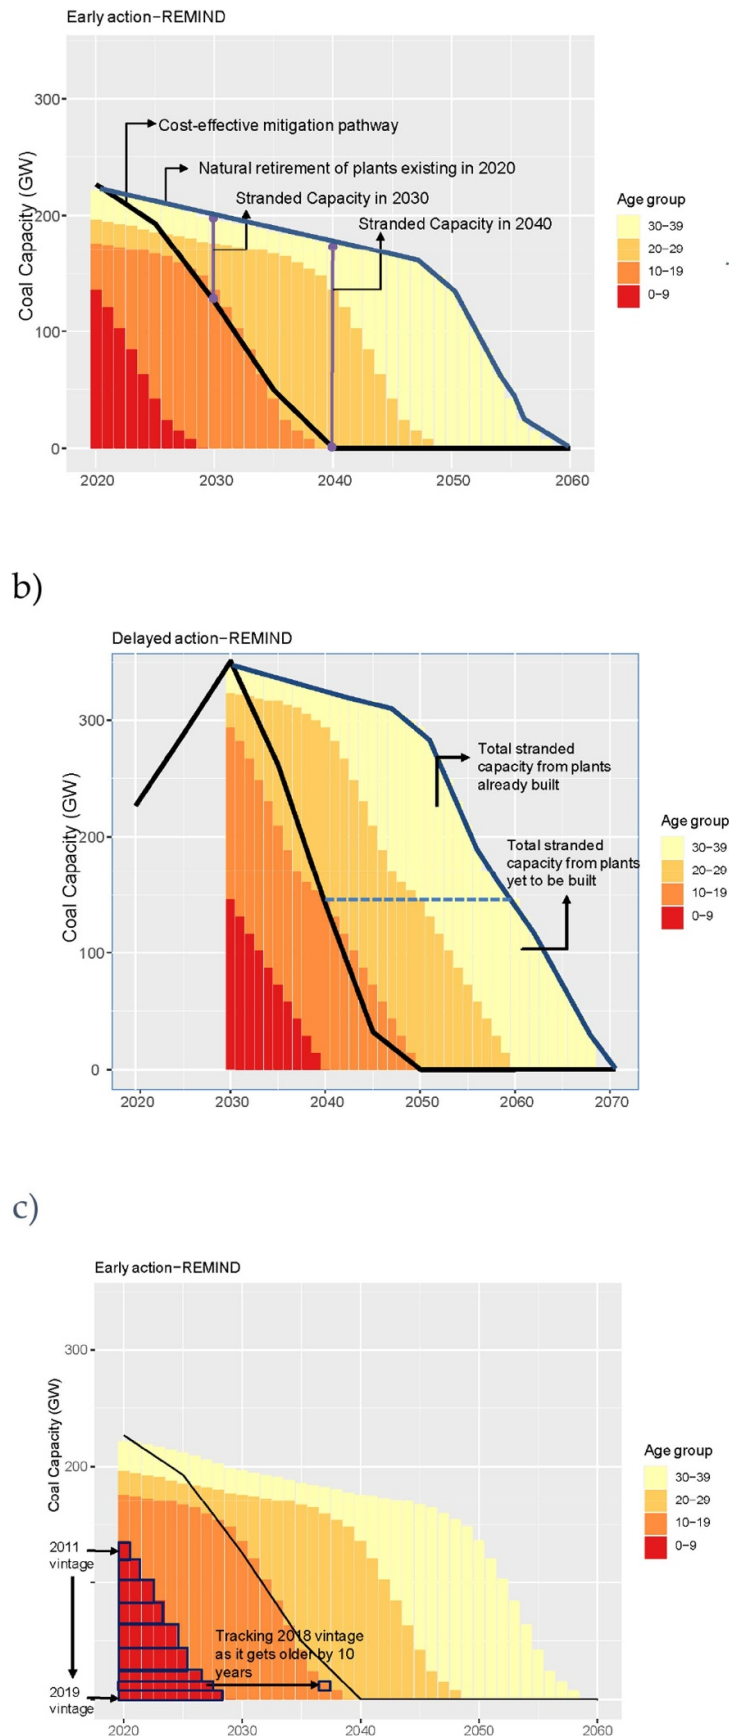 Early action−REMIND
300
Cost-effective mitigation pathway
Natural retirement of plants existing in 2020
Stranded Capacity in 2030
Stranded Capacity in 2040
200
100
0
Coal Capacity (GW)
2020 2030 2040 2050 2060
Age group
30−39
20−29
10−19
0−9
b)
Delayed action−REMIND
300
200
100
0
Coal Capacity (GW)
Total stranded
capacity from plants
already built
Total stranded
capacity from plants
yet to be built
2020 2030 2040 2050 2060 2070
Age group
30−39
20−29
10−19
0−9
c)
Early action−REMIND
300
200
Coal Capacity (GW)
2011
vintage
2019
vintage
Tracking 2018 vintage
as it gets older by 10
years
2020 2030 2040 2050 2060
Age group
30−39
20−29
10−19
0−9